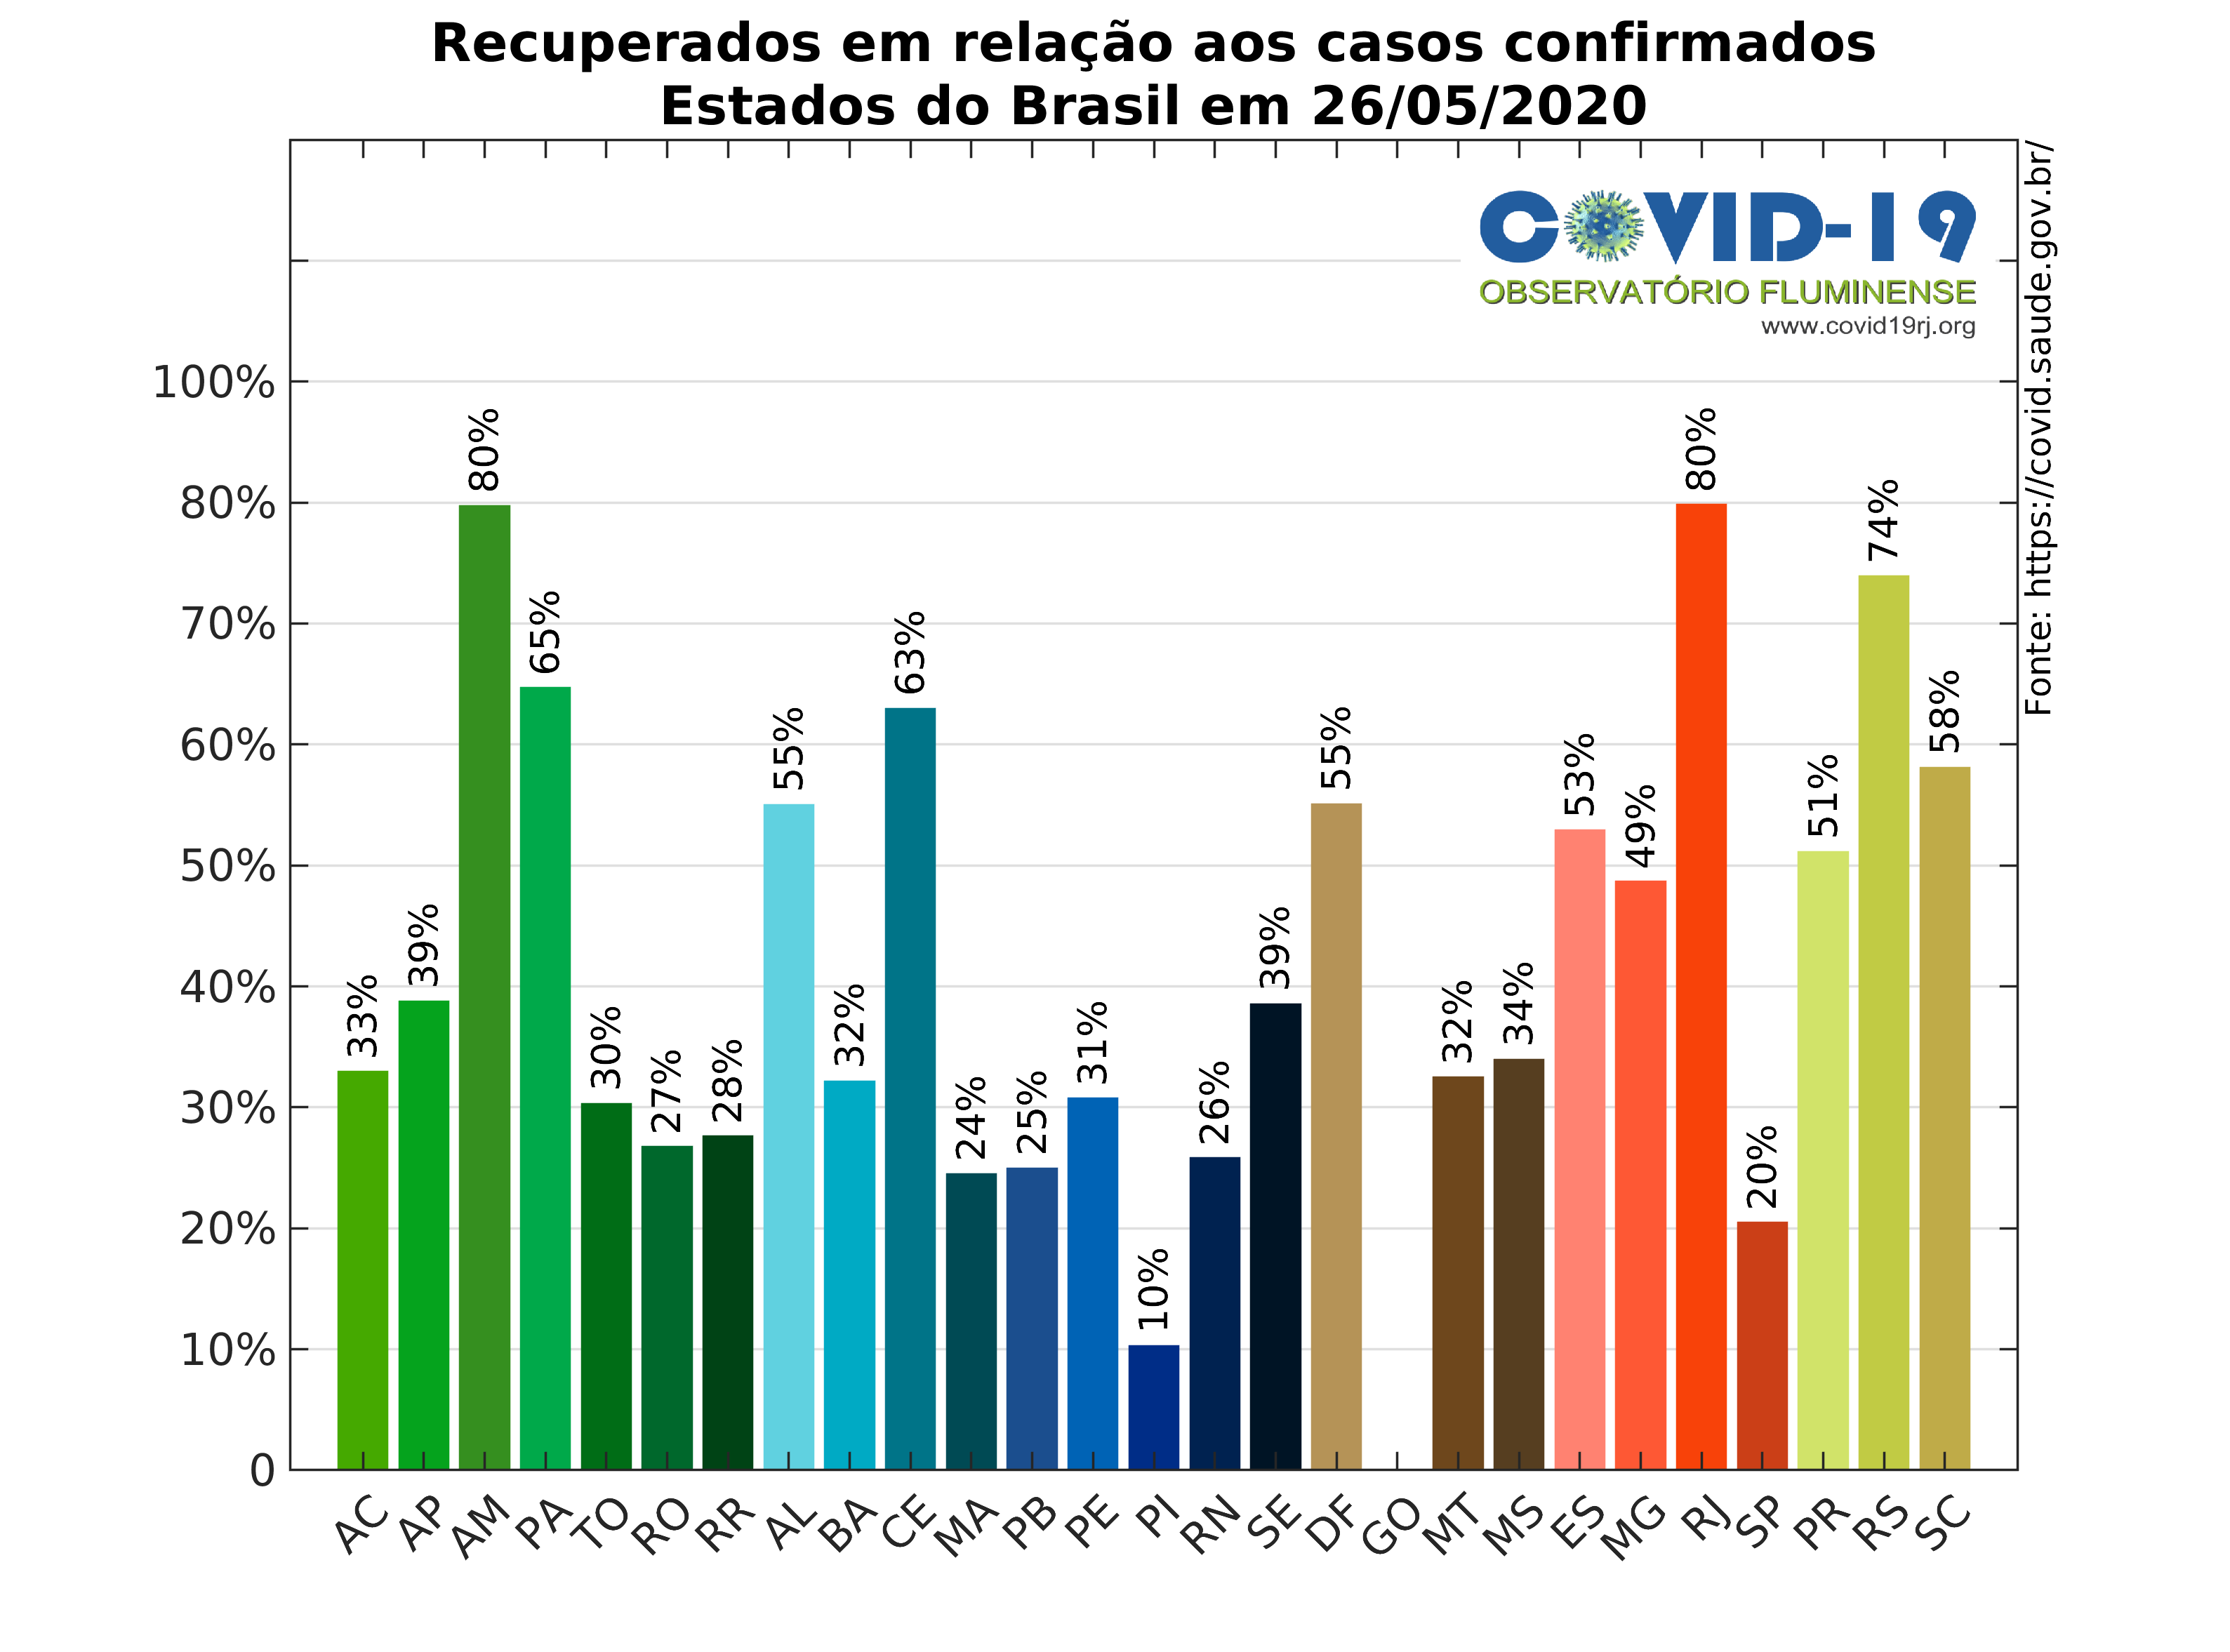 Recuperados em relação aos casos confirmados
Estados do Brasil em 26/05/2020
COVID-19
OBSERVATÓRIO FLUMINENSE
www.covid19rj.org
Fonte: https://covid.saude.gov.br/
100%
80%
70%
60%
50%
40%
30%
20%
10%
0
33%
39%
80%
65%
30%
27%
28%
55%
32%
63%
24%
25%
31%
10%
26%
39%
55%
32%
34%
53%
49%
80%
20%
51%
74%
58%
AC
AP
AM
PA
TO
RO
RR
AL
BA
CE
MA
PB
PE
PI
RN
SE
DF
GO
MT
MS
ES
MG
RJ
SP
PR
RS
SC